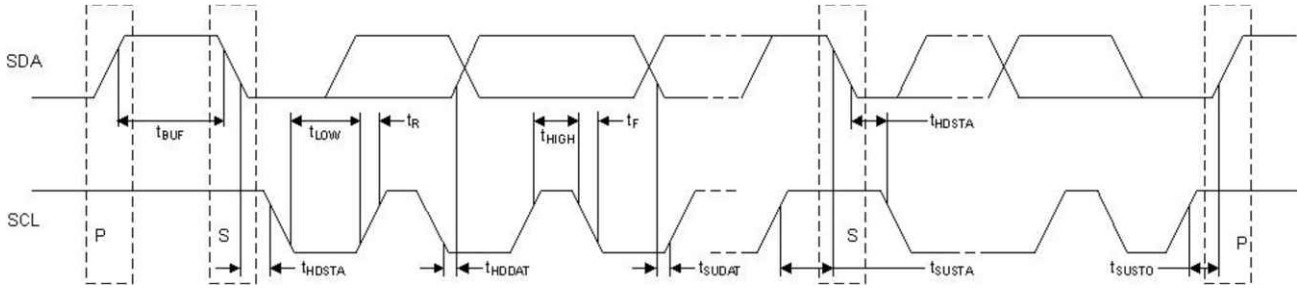 SDA
tBUF
tLOW
tR
tHIGH
tF
tHDSTA
SCL
P
S
S
P
tHDSTA
tHDDAT
tSUDAT
tSUSTA
tSUSTO